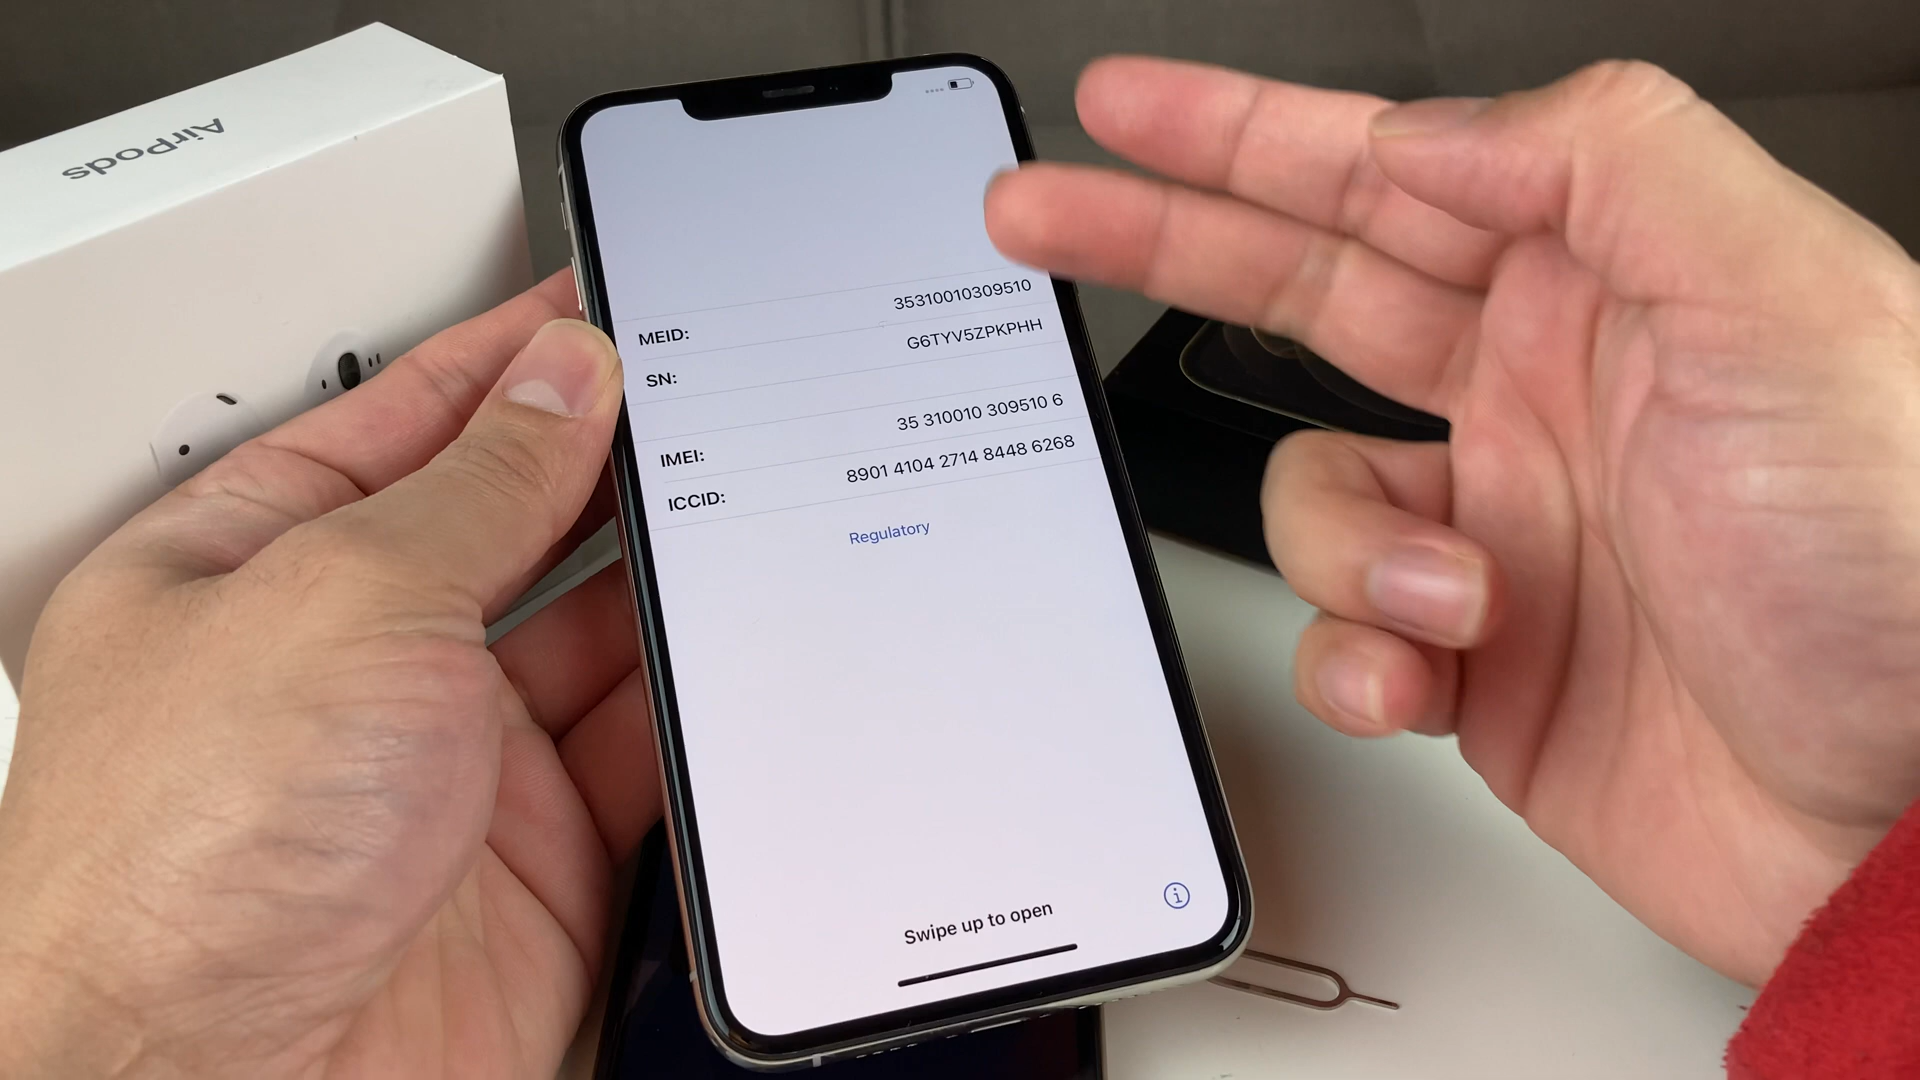 AirPods
MEID: 35310010309510
SN: G6TYV5ZPKPHH
IMEI: 35 310010 309510 6
ICCID: 8901 4104 2714 8448 6268
Regulatory
Swipe up to open